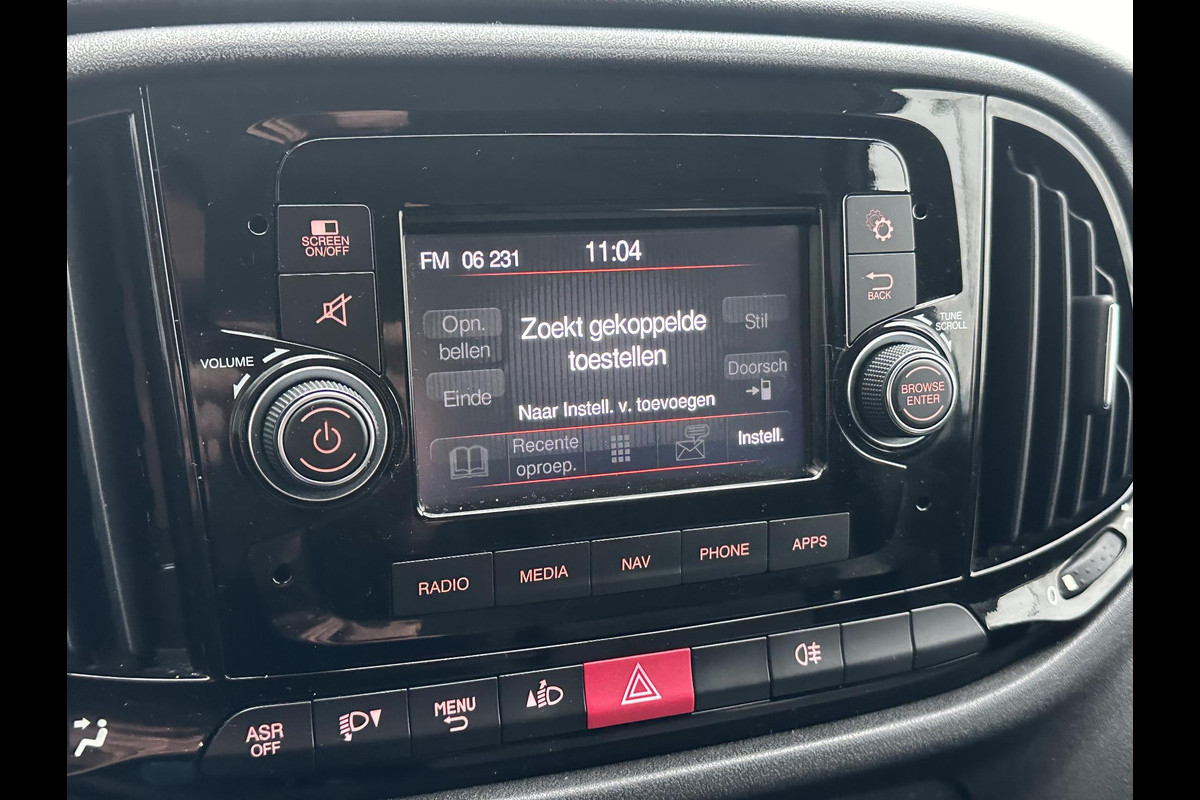 SCREEN
ON/OFF
FM 06 231
11:04
Opn.
bellen
Zoekt gekoppelde
toestellen
Stil
Einde
Naar Instell. v. toevoegen
Doorsch
Recente
oproep.
Instell.
BACK
VOLUME
TUNE
SCROLL
BROWSE
ENTER
RADIO
MEDIA
NAV
PHONE
APPS
ASR
OFF
MENU
0